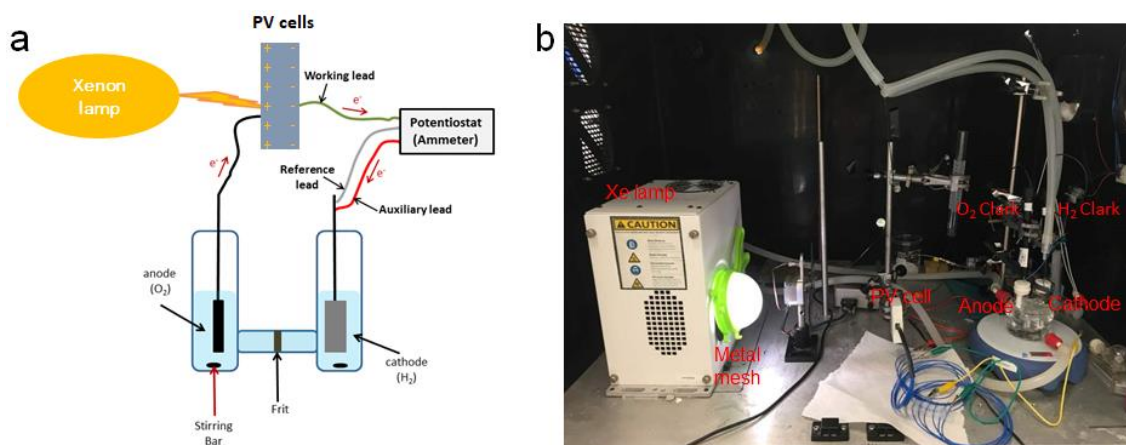 a
PV cells
Xenon
lamp
+ -
+ -
+ -
+ -
+ -
+ -
Working lead
e-
Potentiostat
(Ammeter)
e-
Reference
lead
e-
Auxiliary lead
anode
(O2)
cathode
(H2)
Stirring
Bar
Frit
b
Xe lamp
CAUTION
O2 Clark
H2 Clark
PV cell
Anode
Cathode
Metal
mesh